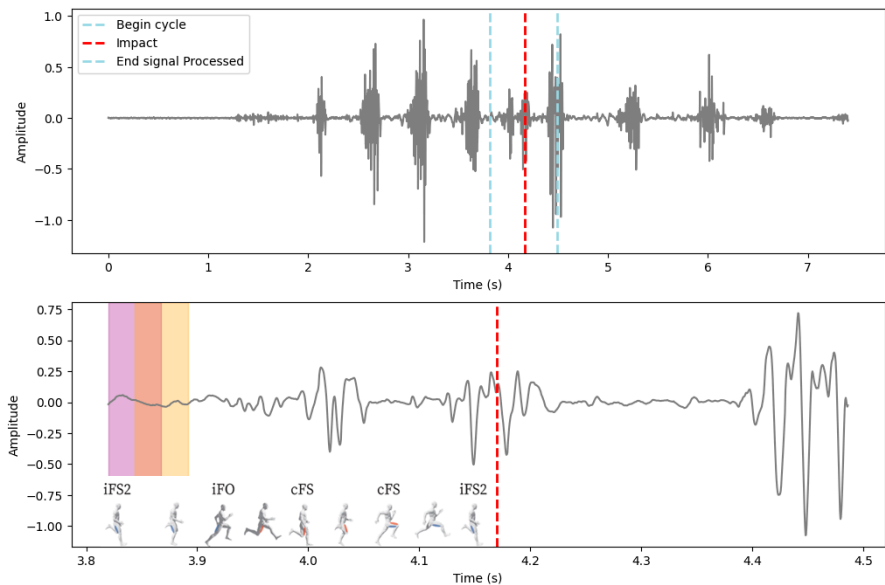 Begin cycle
Impact
End signal Processed
1.0
0.5
0.0
−0.5
−1.0
Amplitude
0 1 2 3 4 5 6 7
Time (s)
0.75
0.50
0.25
0.00
−0.25
−0.50
−0.75
−1.00
Amplitude
iFS2 iFO cFS cFS iFS2
3.8 3.9 4.0 4.1 4.2 4.3 4.4 4.5
Time (s)